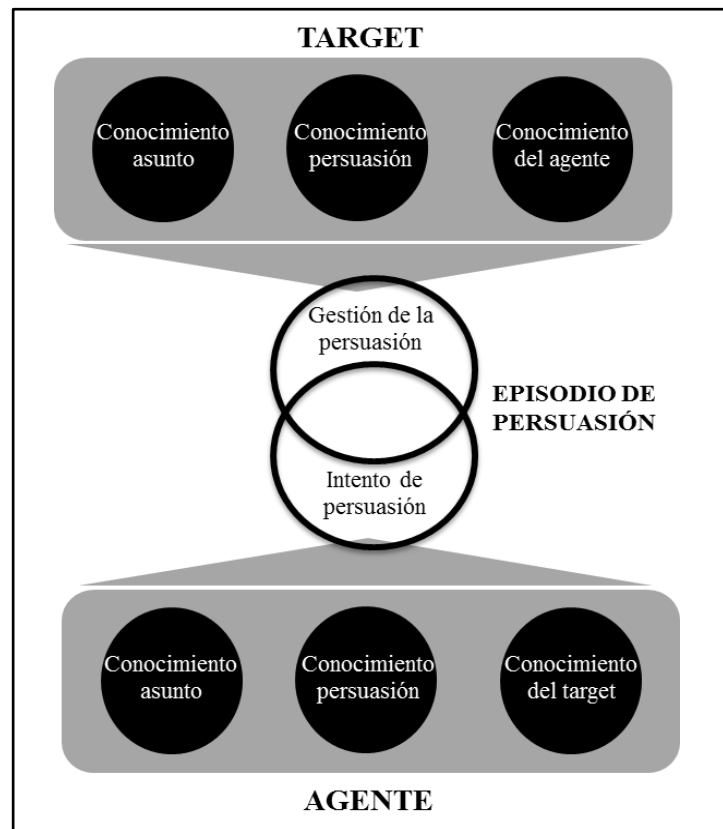 TARGET
Conocimiento
asunto
Conocimiento
persuasión
Conocimiento
del agente
Gestión de la
persuasión
EPISODIO DE
PERSUASIÓN
Intento de
persuasión
Conocimiento
asunto
Conocimiento
persuasión
Conocimiento
del target
AGENTE